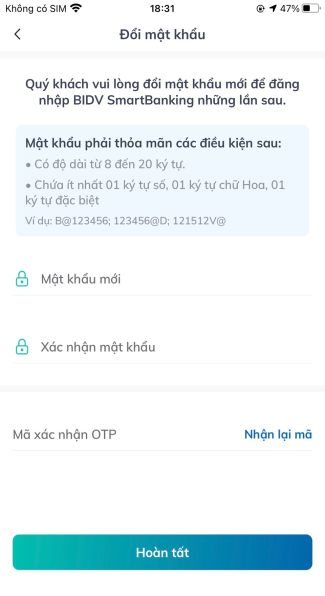 Không có SIM 18:31 47%
Đổi mật khẩu
Quý khách vui lòng đổi mật khẩu mới để đăng
nhập BIDV SmartBanking những lần sau.
Mật khẩu phải thỏa mãn các điều kiện sau:
• Có độ dài từ 8 đến 20 ký tự.
• Chứa ít nhất 01 ký tự số, 01 ký tự chữ Hoa, 01
ký tự đặc biệt
Ví dụ: B@123456; 123456@D; 121512V@
Mật khẩu mới
Xác nhận mật khẩu
Mã xác nhận OTP Nhận lại mã
Hoàn tất